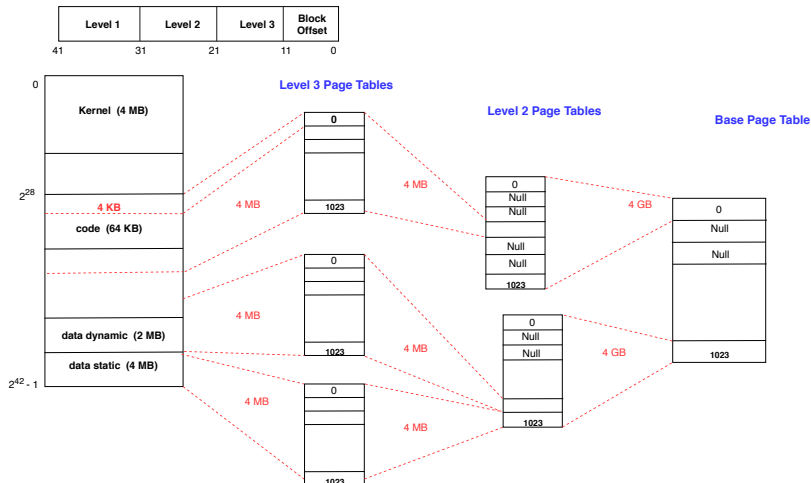 Level 1 Level 2 Level 3 Block Offset
41 31 21 11 0
Level 3 Page Tables
Level 2 Page Tables
Base Page Table
0
Kernel (4 MB)
2^28
4 KB
code (64 KB)
data dynamic (2 MB)
data static (4 MB)
2^42 - 1
4 MB
0
1023
4 MB
0
1023
4 MB
0
1023
4 MB
4 MB
4 MB
0
Null
Null
Null
Null
1023
0
Null
Null
1023
4 GB
4 GB
0
Null
Null
1023